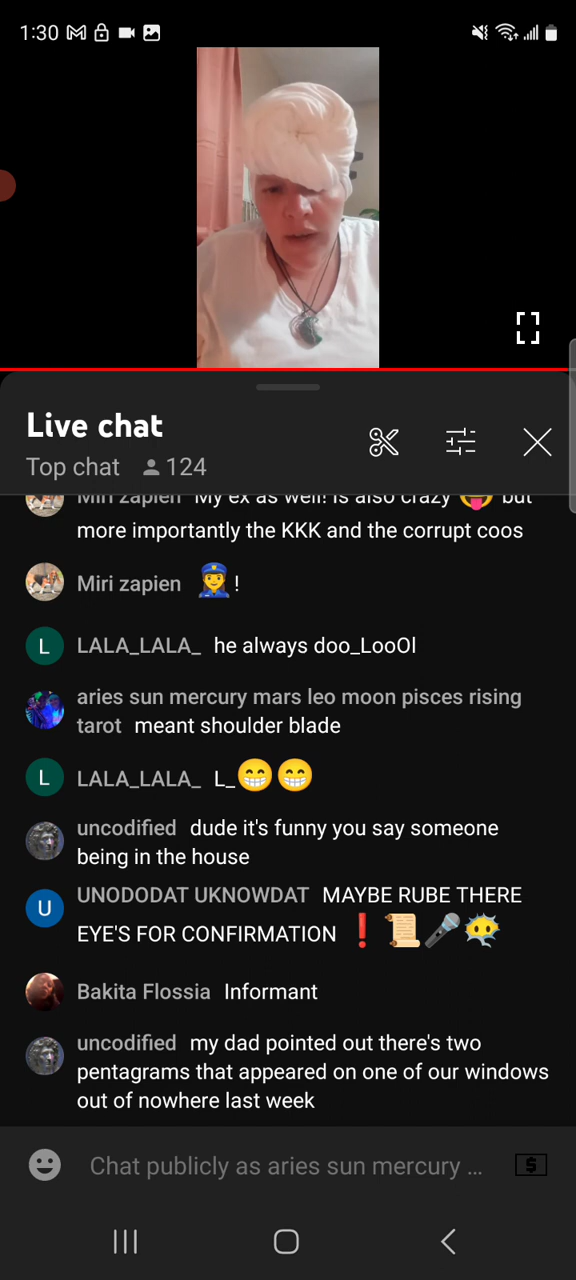 1:30
Live chat
Top chat 124
Miri zapien My ex as well! Is also crazy 😝 but
more importantly the KKK and the corrupt coos
Miri zapien 👮‍♀️!
L LALA_LALA_ he always doo_LooOl
aries sun mercury mars leo moon pisces rising
tarot meant shoulder blade
L LALA_LALA_ L_😁😁
uncodified dude it's funny you say someone
being in the house
U UNODODAT UKNOWDAT MAYBE RUBE THERE
EYE'S FOR CONFIRMATION ❗📜🎤
uncodified my dad pointed out there's two
pentagrams that appeared on one of our windows
out of nowhere last week
Chat publicly as aries sun mercury ...
$